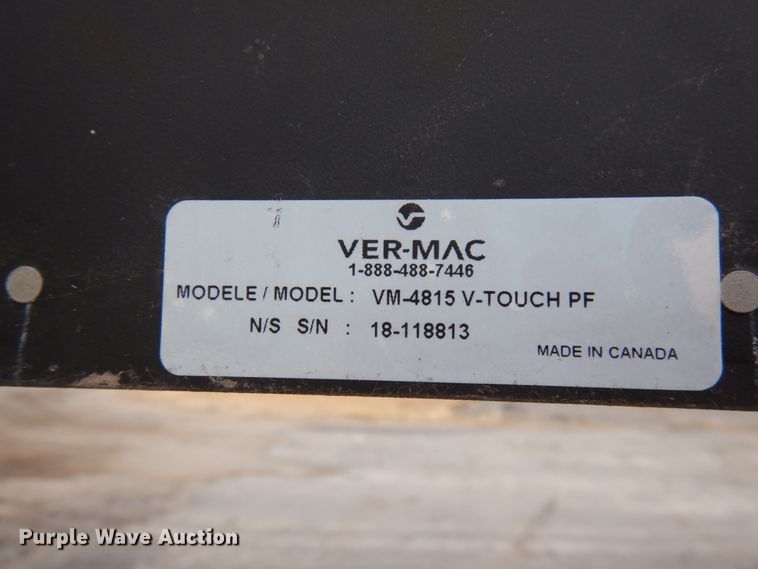 VER-MAC
1-888-488-7446
MODELE / MODEL : VM-4815 V-TOUCH PF
N/S S/N : 18-118813
MADE IN CANADA
Purple Wave Auction